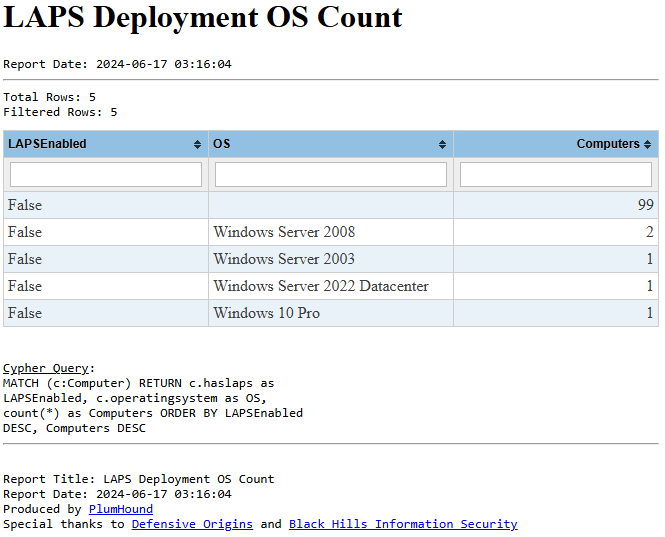 LAPS Deployment OS Count
Report Date: 2024-06-17 03:16:04
Total Rows: 5
Filtered Rows: 5
LAPSEnabled OS Computers
False 99
False Windows Server 2008 2
False Windows Server 2003 1
False Windows Server 2022 Datacenter 1
False Windows 10 Pro 1
Cypher Query:
MATCH (c:Computer) RETURN c.haslaps as
LAPSEnabled, c.operatingsystem as OS,
count(*) as Computers ORDER BY LAPSEnabled
DESC, Computers DESC
Report Title: LAPS Deployment OS Count
Report Date: 2024-06-17 03:16:04
Produced by PlumHound
Special thanks to Defensive Origins and Black Hills Information Security